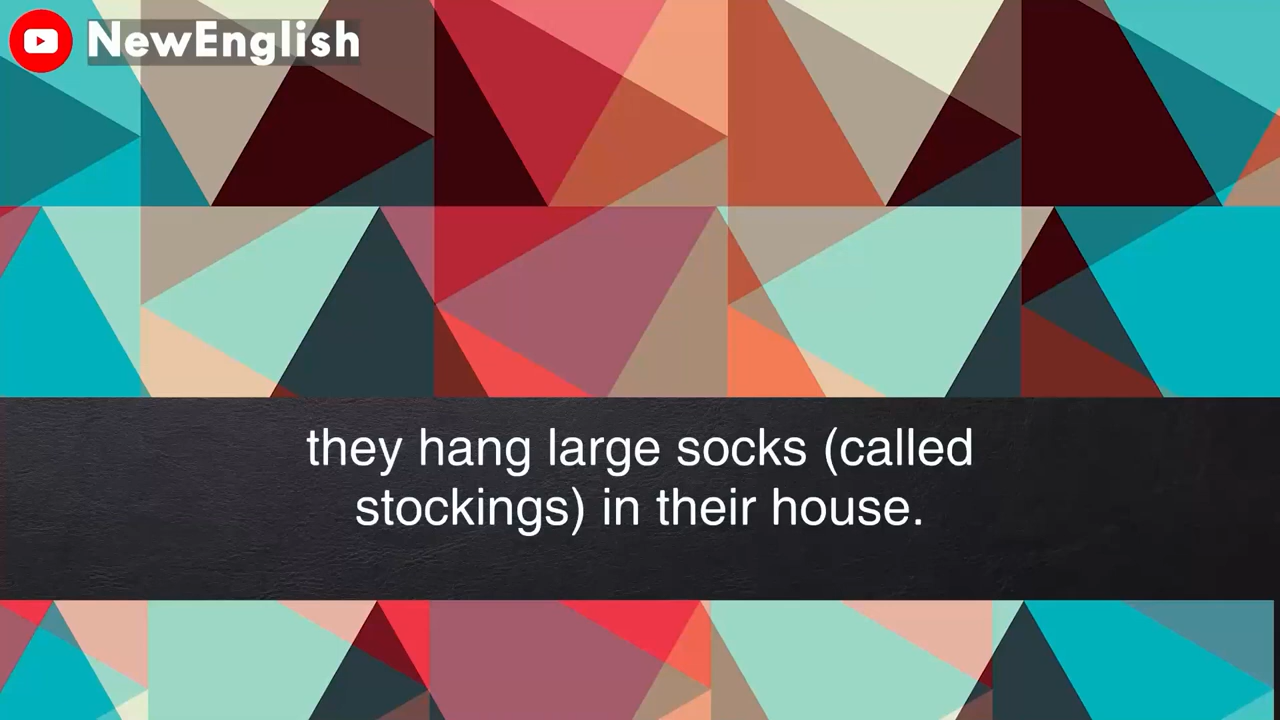 NewEnglish
they hang large socks (called
stockings) in their house.